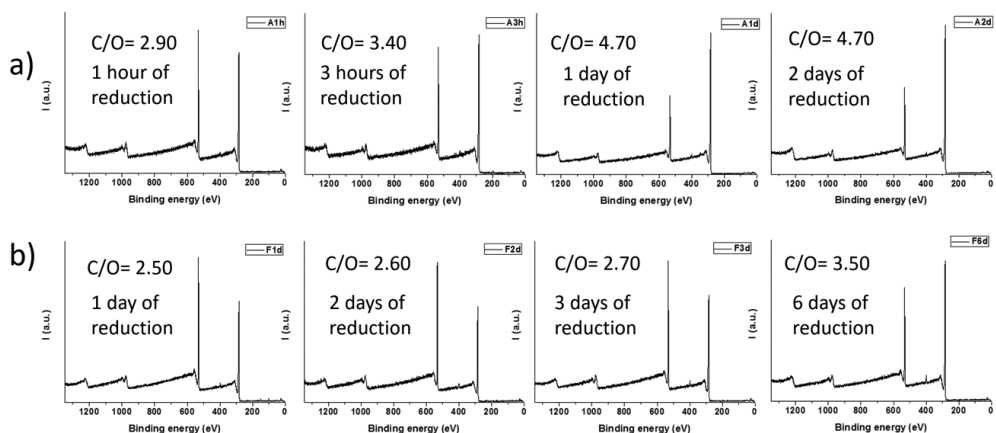 a)
A1h
C/O= 2.90
1 hour of
reduction
I (a.u.)
1200 1000 800 600 400 200 0
Binding energy (eV)
A3h
C/O= 3.40
3 hours of
reduction
I (a.u.)
1200 1000 800 600 400 200 0
Binding energy (eV)
A1d
C/O= 4.70
1 day of
reduction
I (a.u.)
1200 1000 800 600 400 200 0
Binding energy (eV)
A2d
C/O= 4.70
2 days of
reduction
I (a.u.)
1200 1000 800 600 400 200 0
Binding energy (eV)
b)
F1d
C/O= 2.50
1 day of
reduction
I (a.u.)
1200 1000 800 600 400 200 0
Binding energy (eV)
F2d
C/O= 2.60
2 days of
reduction
I (a.u.)
1200 1000 800 600 400 200 0
Binding energy (eV)
F3d
C/O= 2.70
3 days of
reduction
I (a.u.)
1200 1000 800 600 400 200 0
Binding energy (eV)
F6d
C/O= 3.50
6 days of
reduction
I (a.u.)
1200 1000 800 600 400 200 0
Binding energy (eV)